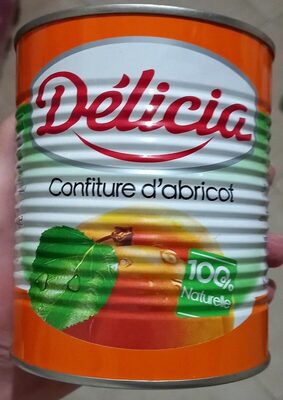 Délicia
Confiture d'abricot
100%
Naturelle